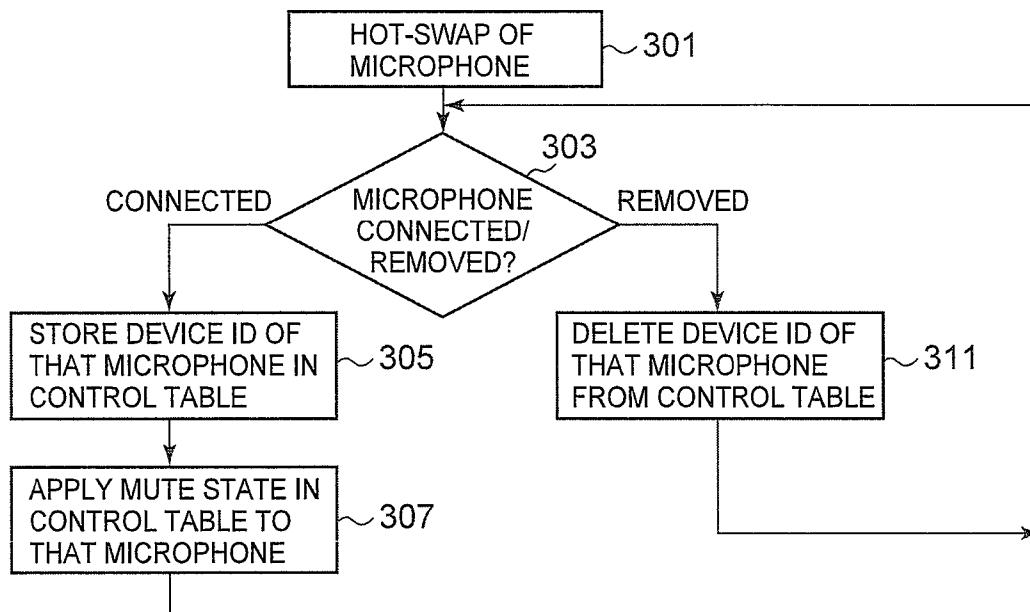 HOT-SWAP OF
MICROPHONE
301
303
CONNECTED
MICROPHONE
CONNECTED/
REMOVED?
REMOVED
STORE DEVICE ID OF
THAT MICROPHONE IN
CONTROL TABLE
305
DELETE DEVICE ID OF
THAT MICROPHONE
FROM CONTROL TABLE
311
APPLY MUTE STATE IN
CONTROL TABLE TO
THAT MICROPHONE
307